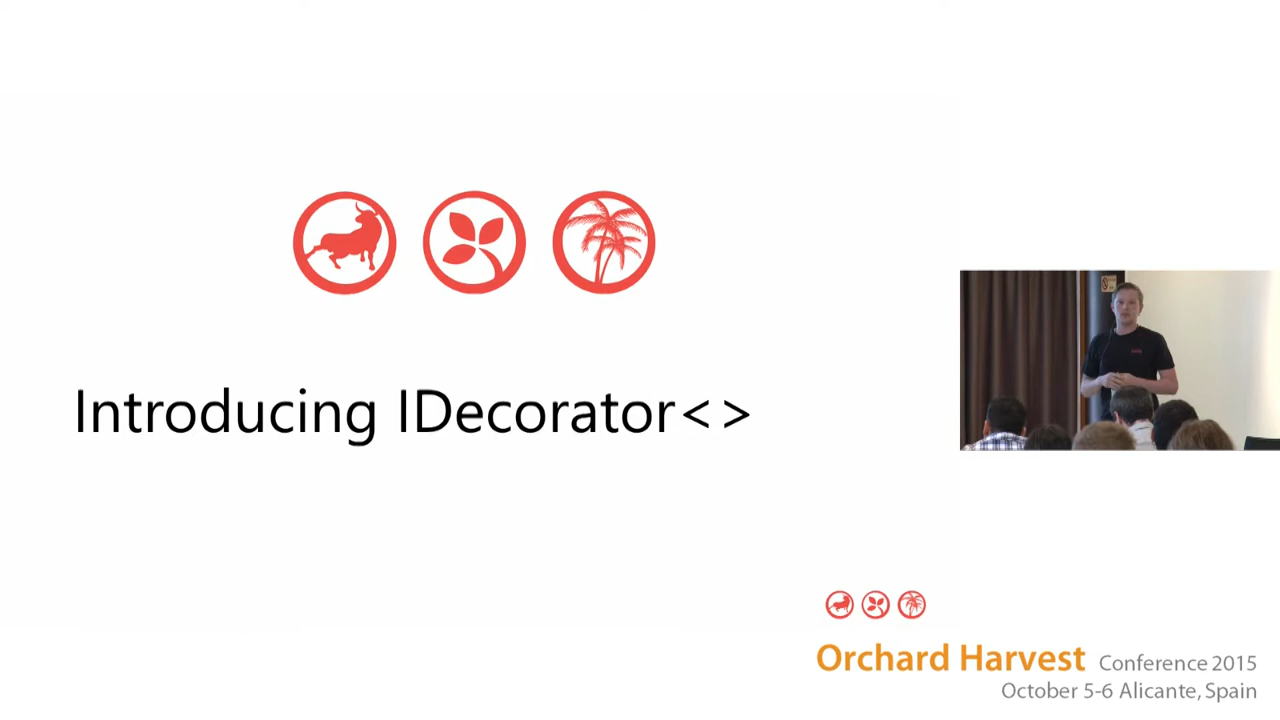 Introducing IDecorator<>
Orchard Harvest Conference 2015
October 5-6 Alicante, Spain